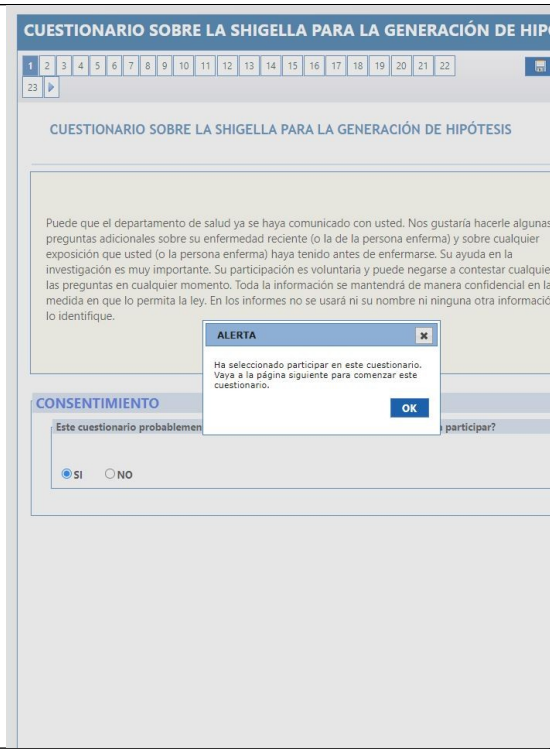 CUESTIONARIO SOBRE LA SHIGELLA PARA LA GENERACIÓN DE
1 2 3 4 5 6 7 8 9 10 11 12 13 14 15 16 17 18 19 20 21 22
23
CUESTIONARIO SOBRE LA SHIGELLA PARA LA GENERACIÓN DE HIPÓTESIS
Puede que el departamento de salud ya se haya comunicado con usted. Nos gustaría hacerle algunas
preguntas adicionales sobre su enfermedad reciente (o la de la persona enferma) y sobre cualquier
exposición que usted (o la persona enferma) haya tenido antes de enfermarse. Su ayuda en la
investigación es muy importante. Su participación es voluntaria y puede negarse a contestar
las preguntas en cualquier momento. Toda la información se mantendrá de manera confidencial en la
medida en que lo permita la ley. En los informes no se usará ni su nombre ni ninguna otra
lo identifique.
ALERTA
Ha seleccionado participar en este cuestionario.
Vaya a la página siguiente para comenzar este
cuestionario.
OK
CONSENTIMIENTO
Este cuestionario participar?
SI NO